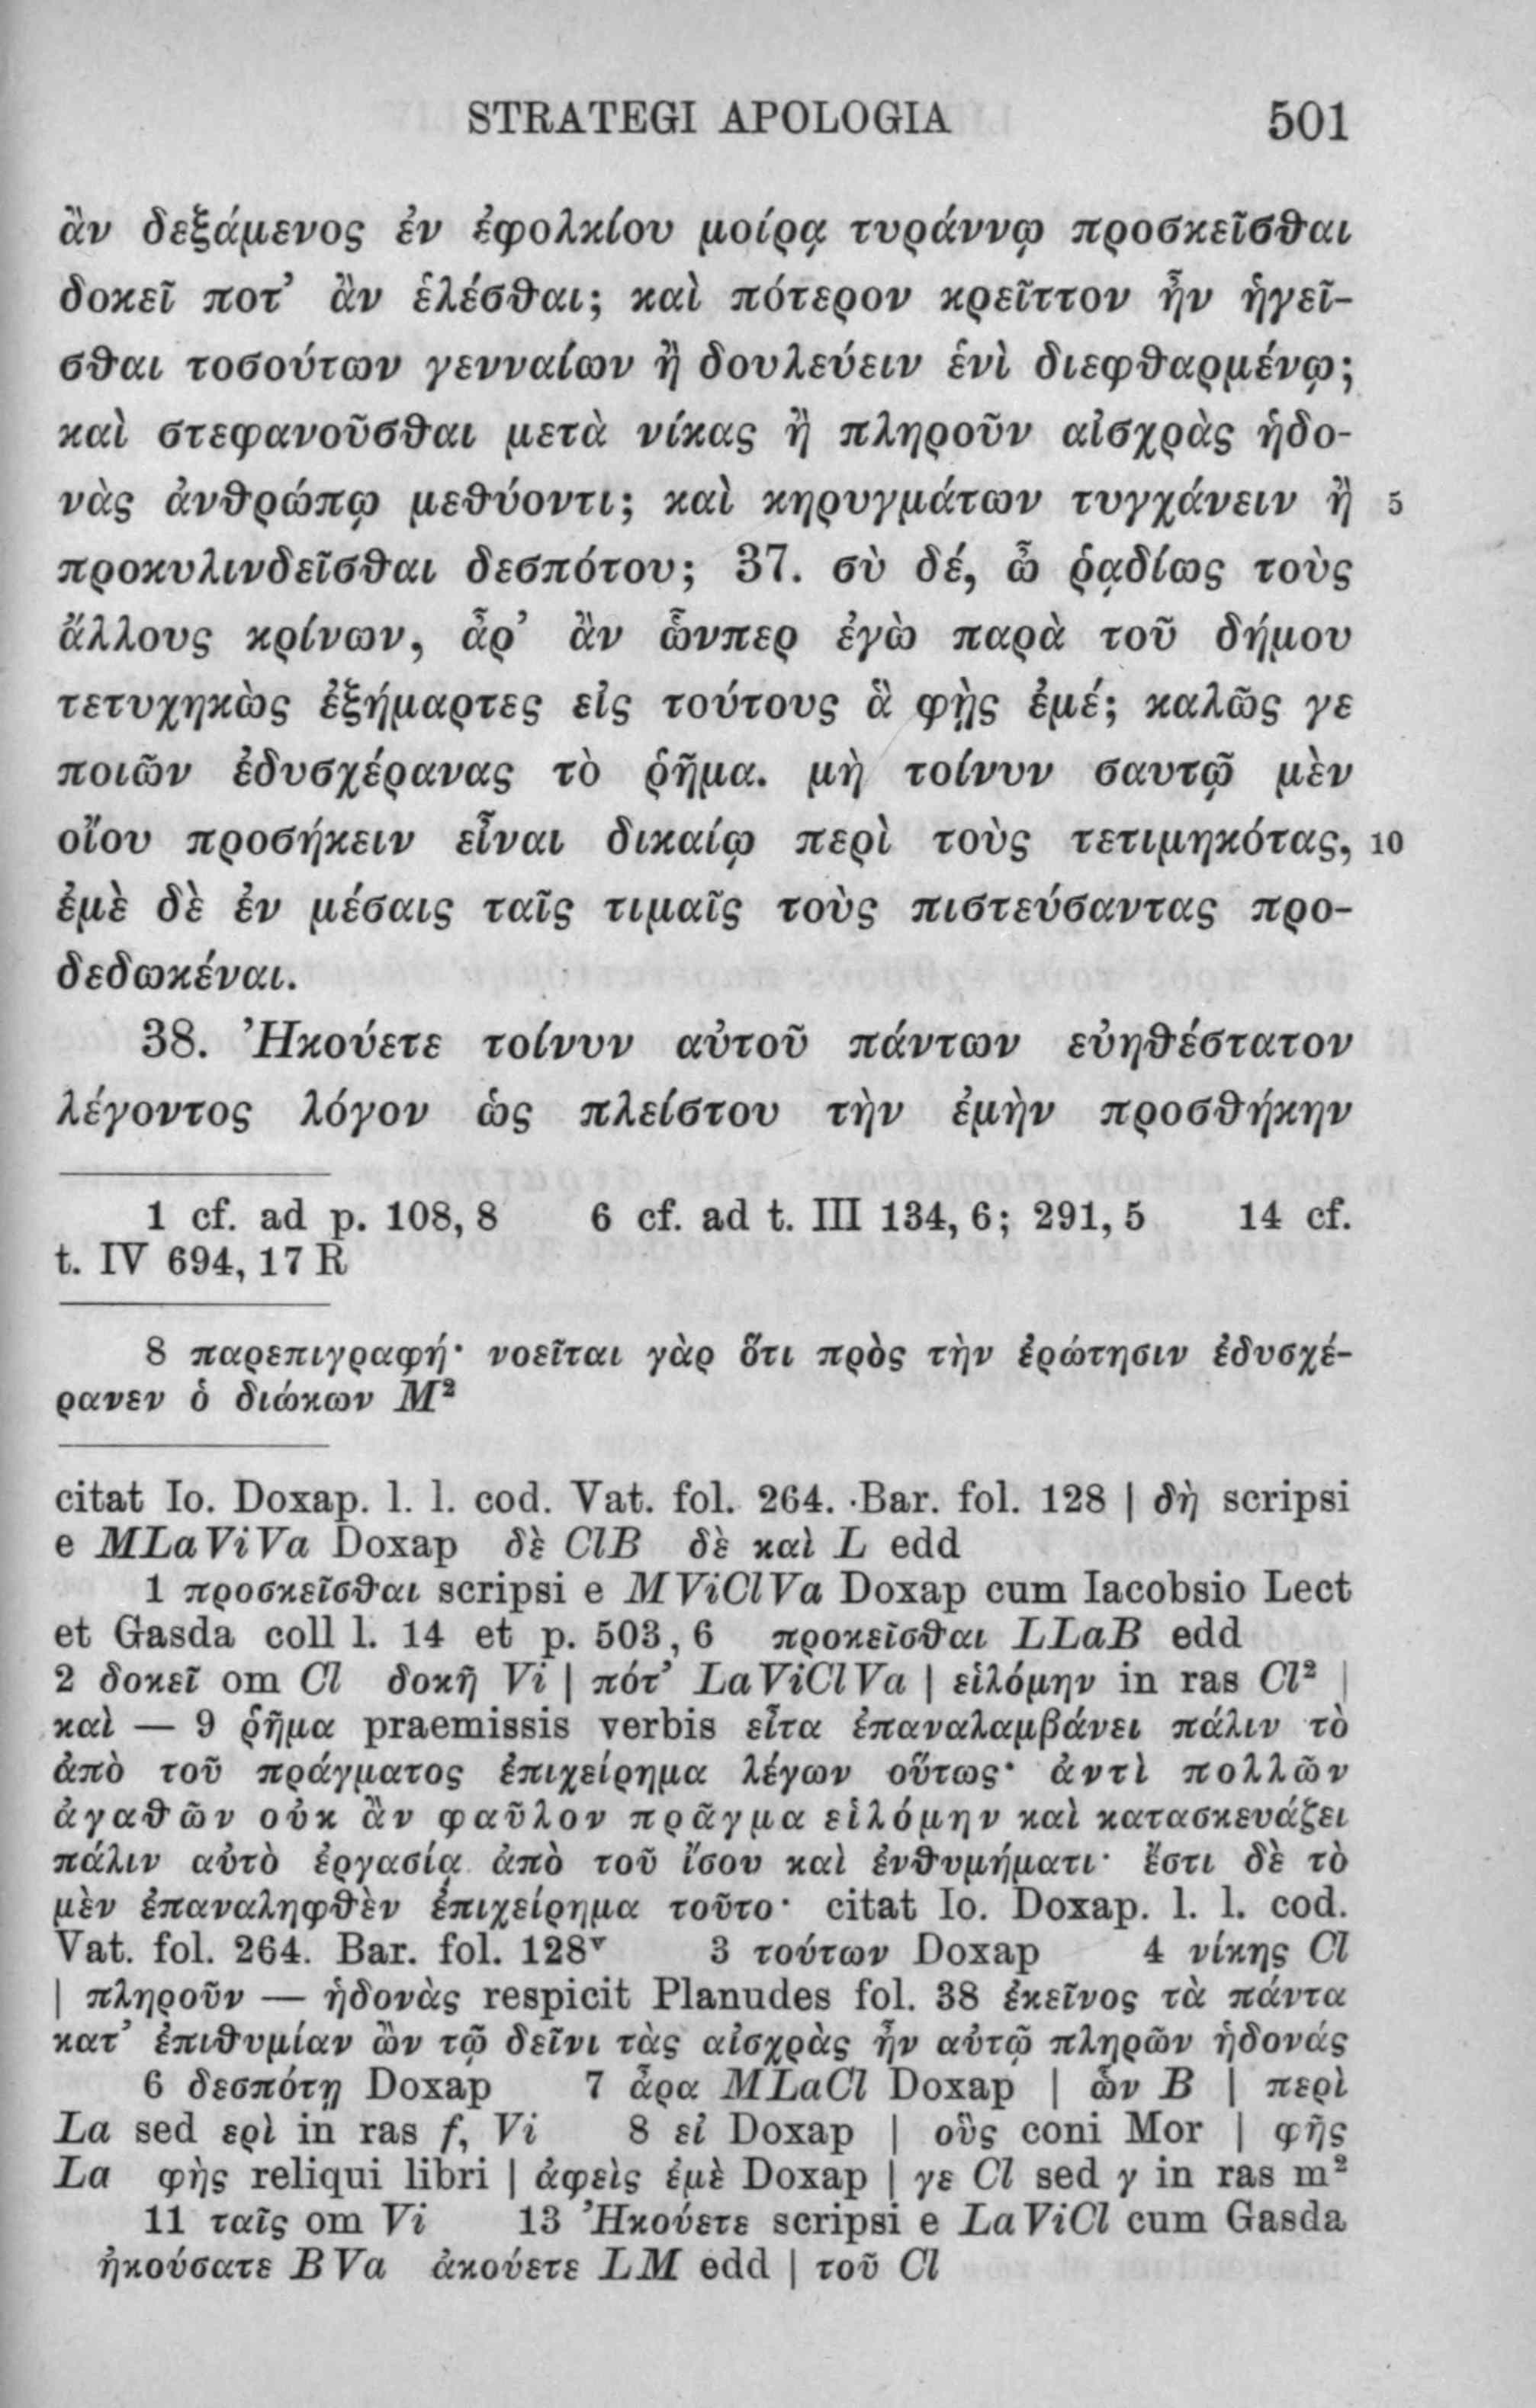 STRATEGI APOLOGIA 501
ἂν δεξάμενος ἐν ἐφολκίου μοίρᾳ τυράννῳ προσκεῖσθαι
δοκεῖ ποτ’ ἂν ἑλέσθαι; καὶ πότερον κρεῖττον ἦν ἡγεῖ-
σθαι τοσούτων γενναίων ἢ δουλεύειν ἑνὶ διεφθαρμένῳ;
καὶ στεφανοῦσθαι μετὰ νίκας ἢ πληροῦν αἰσχρὰς ἡδο-
νὰς ἀνθρώπῳ μεθύοντι; καὶ κηρυγμάτων τυγχάνειν ἢ 5
προκυλινδεῖσθαι δεσπότου; 37. σὺ δέ, ὦ ῥᾳδίως τοὺς
ἄλλους κρίνων, ἆρ’ ἂν ὧνπερ ἐγὼ παρὰ τοῦ δήμου
τετυχηκὼς ἐξήμαρτες εἰς τούτους ἃ φῂς ἐμέ; καλῶς γε
ποιῶν ἐδυσχέρανας τὸ ῥῆμα. μὴ τοίνυν σαυτῷ μὲν
οἴου προσήκειν εἶναι δικαίῳ περὶ τοὺς τετιμηκότας, 10
ἐμὲ δὲ ἐν μέσαις ταῖς τιμαῖς τοὺς πιστεύσαντας προ-
δεδωκέναι.
38. Ἠκούετε τοίνυν αὐτοῦ πάντων εὐηθέστατον
λέγοντος λόγον ὡς πλείστου τὴν ἐμὴν προσθήκην
1 cf. ad p. 108, 8 6 cf. ad t. III 134, 6; 291, 5 14 cf.
t. IV 694, 17 R
8 παρεπιγραφή· νοεῖται γὰρ ὅτι πρὸς τὴν ἐρώτησιν ἐδυσχέ-
ρανεν ὁ διώκων M²
citat Io. Doxap. l. l. cod. Vat. fol. 264. Bar. fol. 128 | δὴ scripsi
e MLaViVa Doxap δὲ ClB δὲ καὶ L edd
1 προσκεῖσθαι scripsi e MViClVa Doxap cum Iacobsio Lect
et Gasda coll l. 14 et p. 503, 6 προκεῖσθαι LLaB edd
2 δοκεῖ om Cl δοκῆ Vi | πότ’ LaViClVa | εἱλόμην in ras Cl² |
καὶ — 9 ῥῆμα praemissis verbis εἶτα ἐπαναλαμβάνει πάλιν τὸ
ἀπὸ τοῦ πράγματος ἐπιχείρημα λέγων οὕτως· ἀντὶ πολλῶν
ἀγαθῶν οὐκ ἂν φαῦλον πρᾶγμα εἱλόμην καὶ κατασκευάζει
πάλιν αὐτὸ ἐργασίᾳ ἀπὸ τοῦ ἴσου καὶ ἐνθυμήματι· ἔστι δὲ τὸ
μὲν ἐπαναληφθὲν ἐπιχείρημα τοῦτο· citat Io. Doxap. l. l. cod.
Vat. fol. 264. Bar. fol. 128ᵛ 3 τούτων Doxap 4 νίκης Cl
| πληροῦν — ἡδονὰς respicit Planudes fol. 38 ἐκεῖνος τὰ πάντα
κατ’ ἐπιθυμίαν ὢν τῷ δεῖνι τὰς αἰσχρὰς ἦν αὐτῷ πληρῶν ἡδονάς
6 δεσπότῃ Doxap 7 ἆρα MLaCl Doxap | ὧν B | περὶ
La sed ερὶ in ras f, Vi 8 εἰ Doxap | οὓς coni Mor | φῆς
La φὴς reliqui libri | ἀφεὶς ἐμὲ Doxap | γε Cl sed γ in ras m²
11 ταῖς om Vi 13 Ἠκούετε scripsi e LaViCl cum Gasda
ἠκούσατε BVa ἀκούετε LM edd | τοῦ Cl